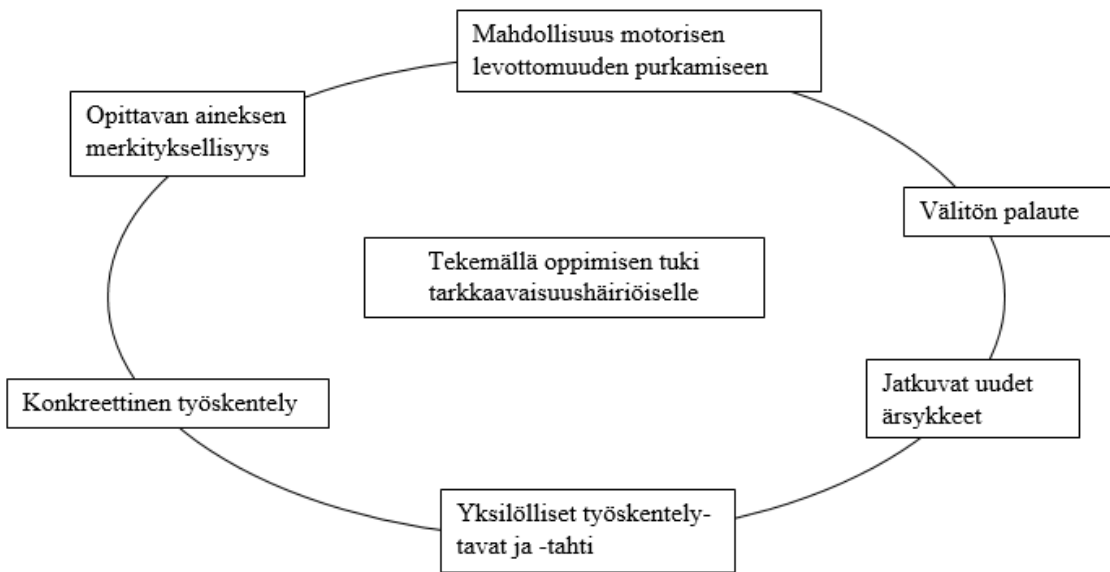 Mahdollisuus motorisen
levottomuuden purkamiseen
Opittavan aineksen
merkityksellisyys
Välitön palaute
Tekemällä oppimisen tuki
tarkkaavaisuushäiriöiselle
Jatkuvat uudet
ärsykkeet
Konkreettinen työskentely
Yksilölliset työskentely-
tavat ja -tahti